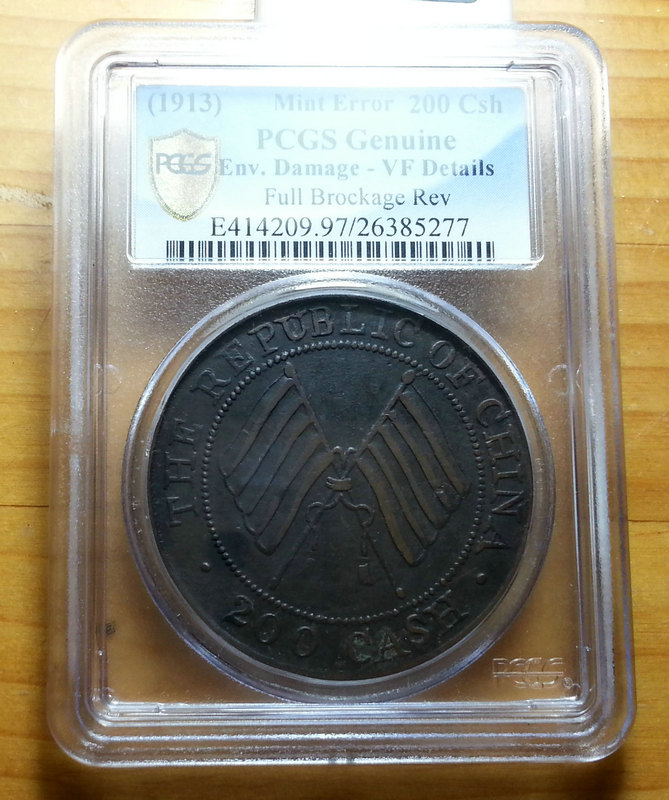 (1913) Mint Error 200 Csh
PCGS Genuine
PCGS Env. Damage - VF Details
Full Brockage Rev
E414209.97/26385277
THE REPUBLIC OF CHINA
· 200 CASH ·
PCGS